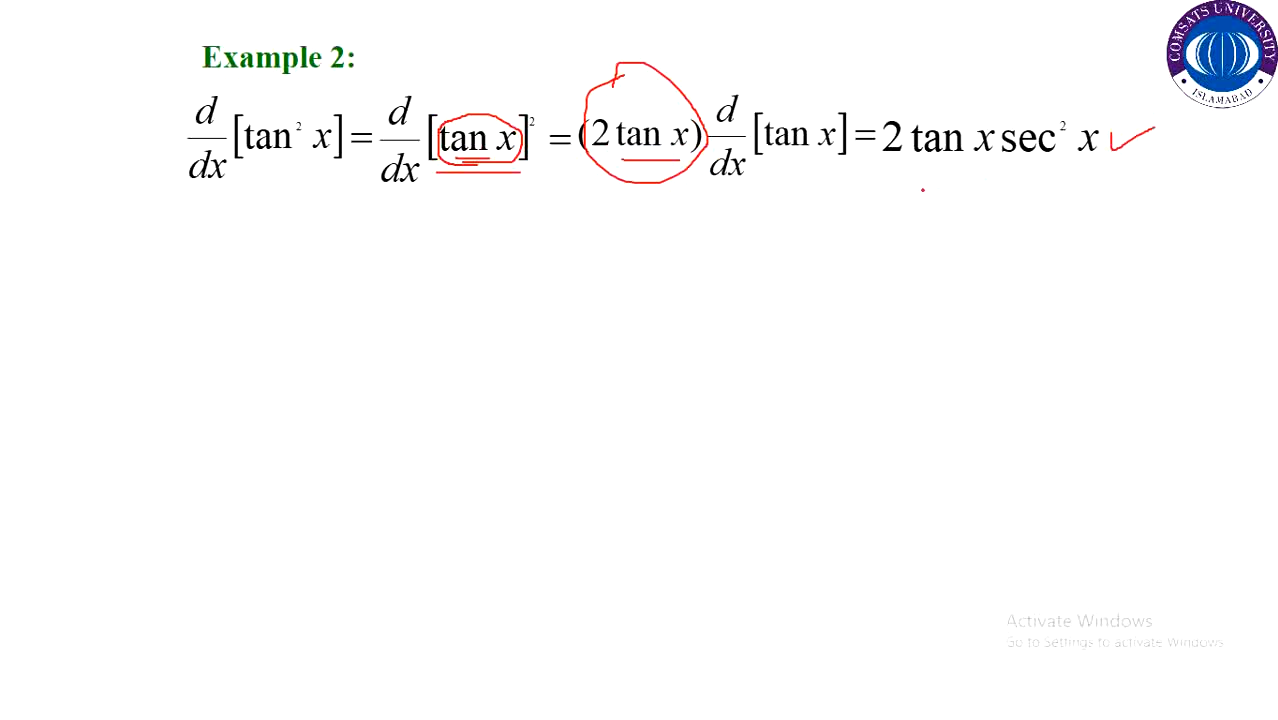 COMSATS UNIVERSITY
ISLAMABAD
Example 2:
d/dx [tan² x] = d/dx [tan x]² = (2 tan x) d/dx [tan x] = 2 tan x sec² x
Activate Windows
Go to Settings to activate Windows